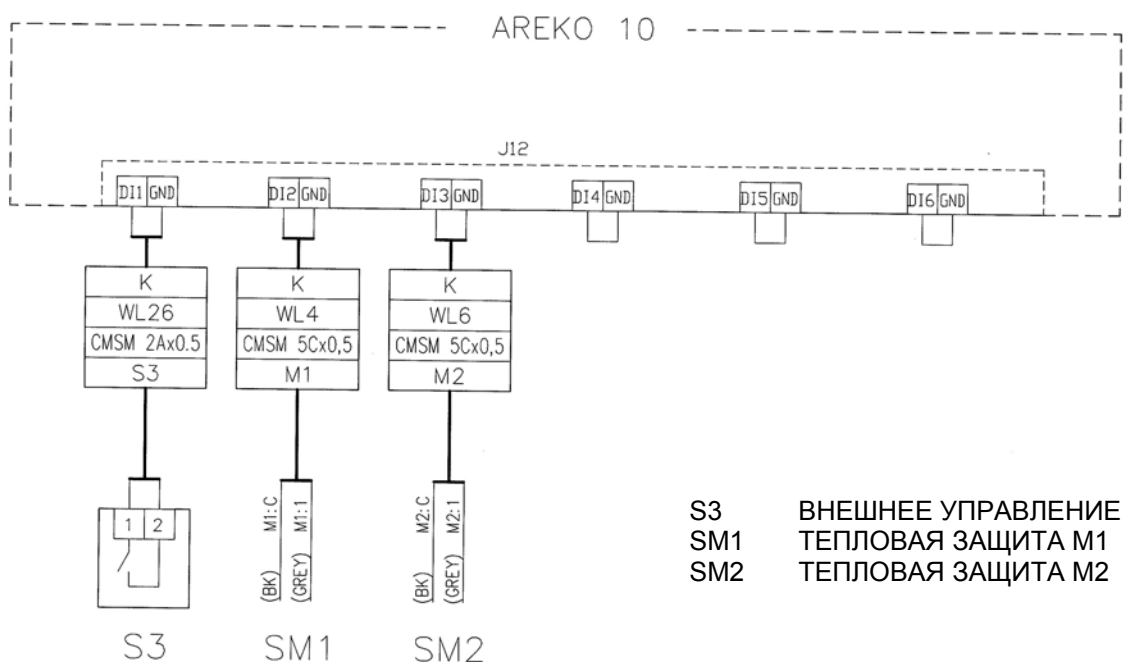 AREKO 10
J12
DI1 GND DI2 GND DI3 GND DI4 GND DI5 GND DI6 GND
K K K
WL26 WL4 WL6
CMSM 2Ax0.5 CMSM 5Cx0,5 CMSM 5Cx0,5
S3 M1 M2
1 2
(BK) M1:C
(GREY) M1:1
(BK) M2:C
(GREY) M2:1
S3 SM1 SM2
S3 ВНЕШНЕЕ УПРАВЛЕНИЕ
SM1 ТЕПЛОВАЯ ЗАЩИТА M1
SM2 ТЕПЛОВАЯ ЗАЩИТА M2